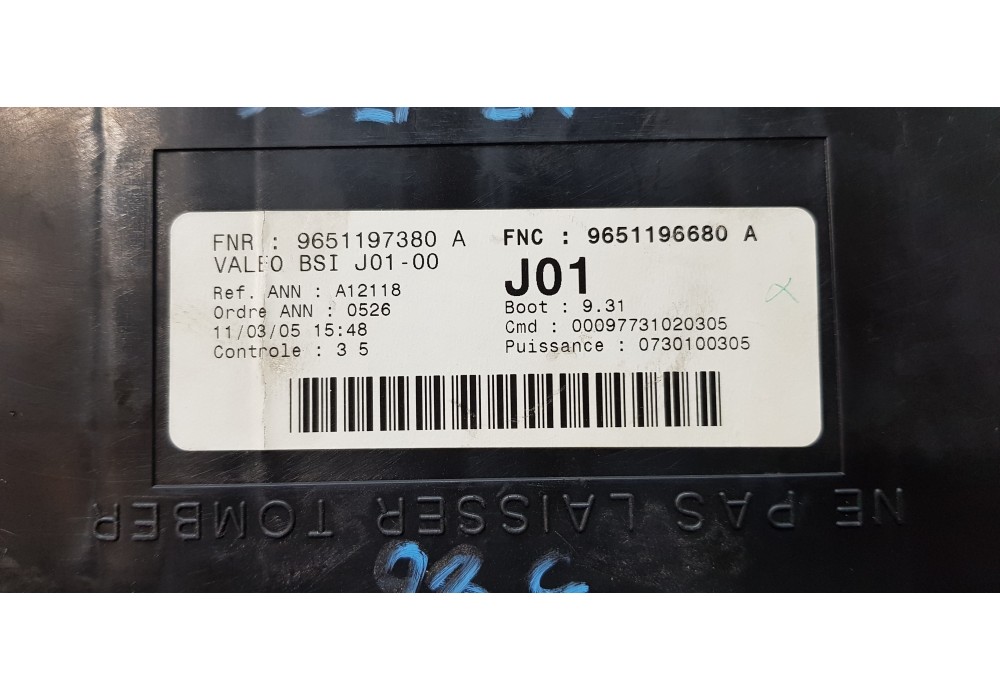 FNR : 9651197380 A
VALEO BSI J01-00
Ref. ANN : A12118
Ordre ANN : 0526
11/03/05 15:48
Controle : 3 5
FNC : 9651196680 A
J01
Boot : 9.31
Cmd : 00097731020305
Puissance : 0730100305
NE PAS LAISSER TOMBER